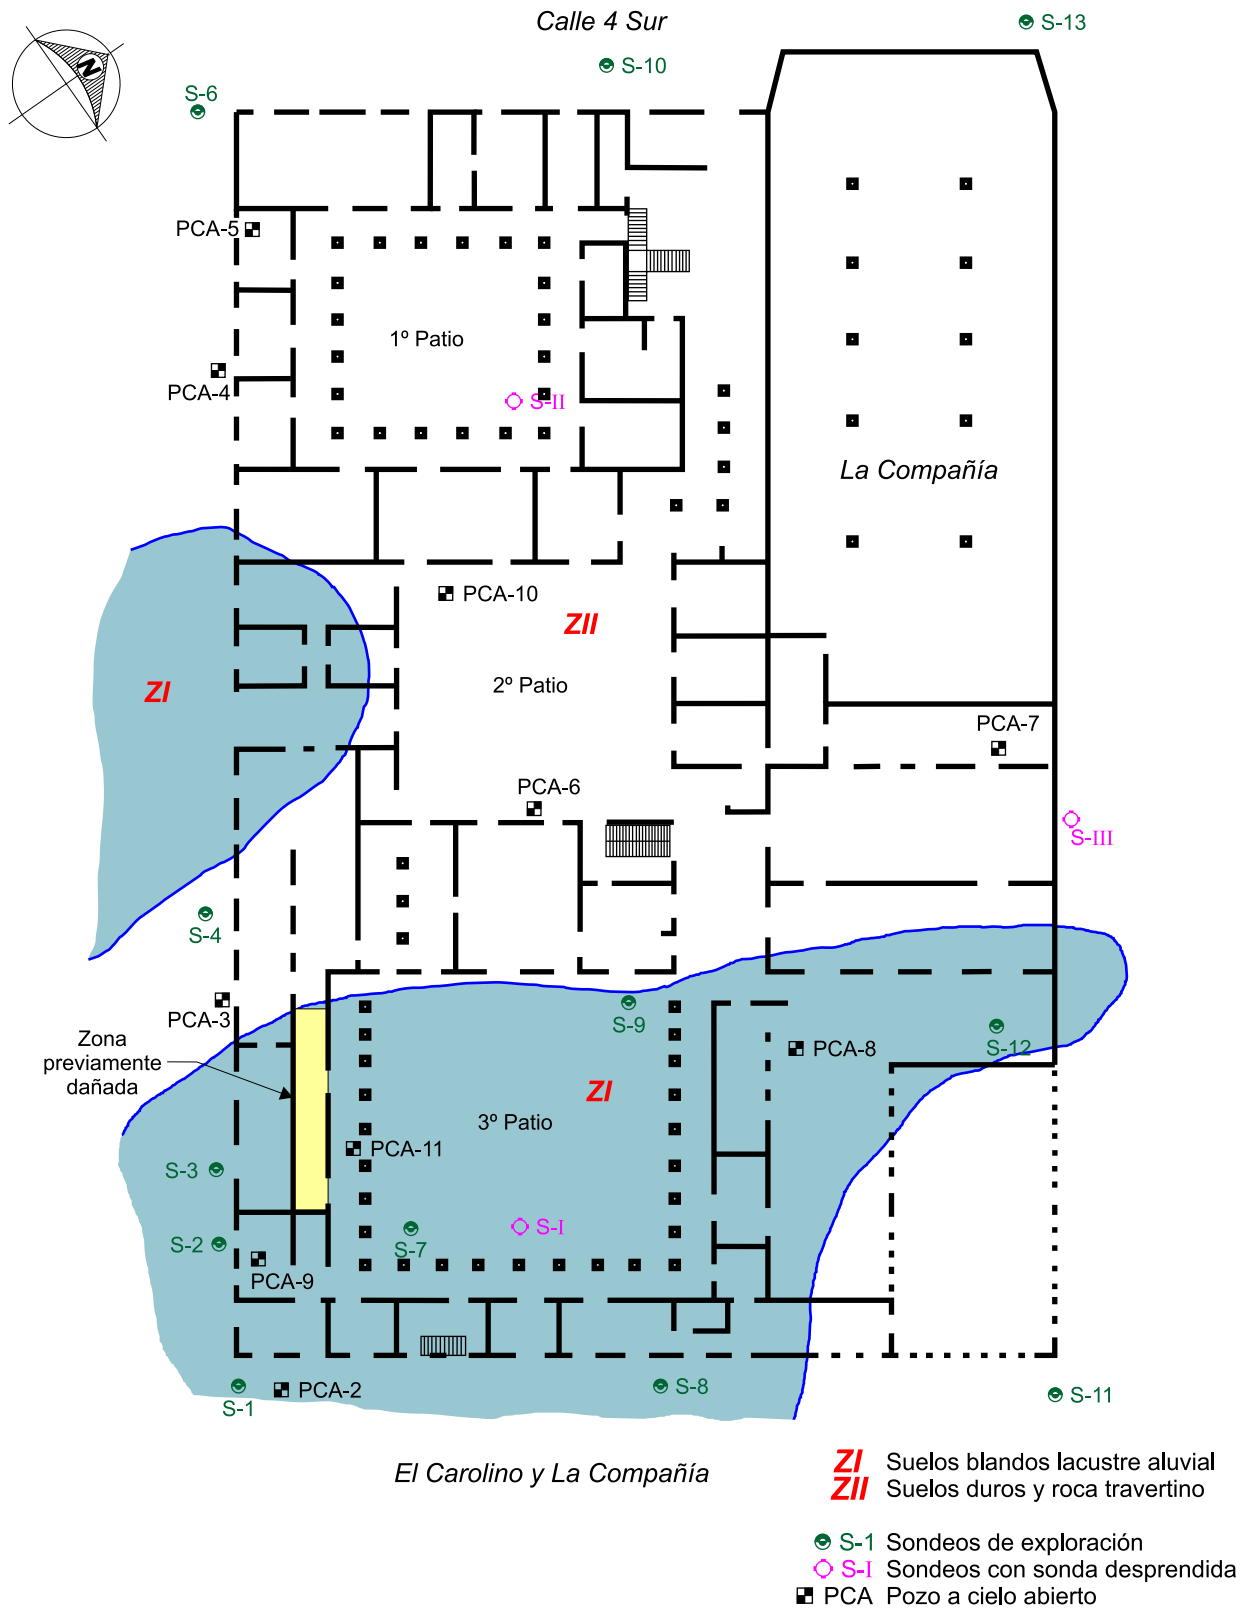 Calle 4 Sur
S-13
S-10
N
S-6
PCA-5
1º Patio
PCA-4
S-II
La Compañía
PCA-10
ZII
ZI
2º Patio
PCA-7
PCA-6
S-III
S-4
PCA-3
S-9
S-12
Zona
previamente
dañada
PCA-8
ZI
3º Patio
PCA-11
S-3
S-I
S-2
S-7
PCA-9
S-1
PCA-2
S-8
S-11
El Carolino y La Compañía
ZI Suelos blandos lacustre aluvial
ZII Suelos duros y roca travertino
S-1 Sondeos de exploración
S-I Sondeos con sonda desprendida
PCA Pozo a cielo abierto